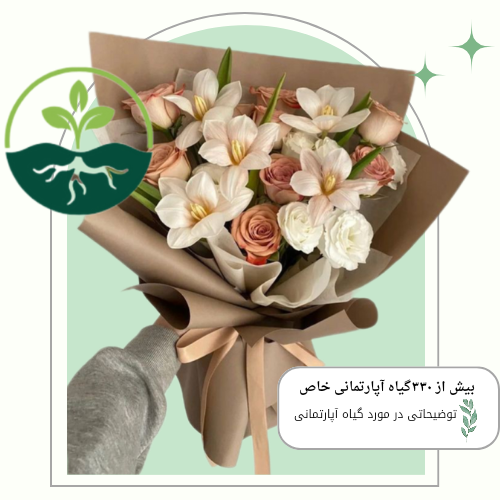 بیش از ۳۳۰گیاه آپارتمانی خاص
توضیحاتی در مورد گیاه آپارتمانی